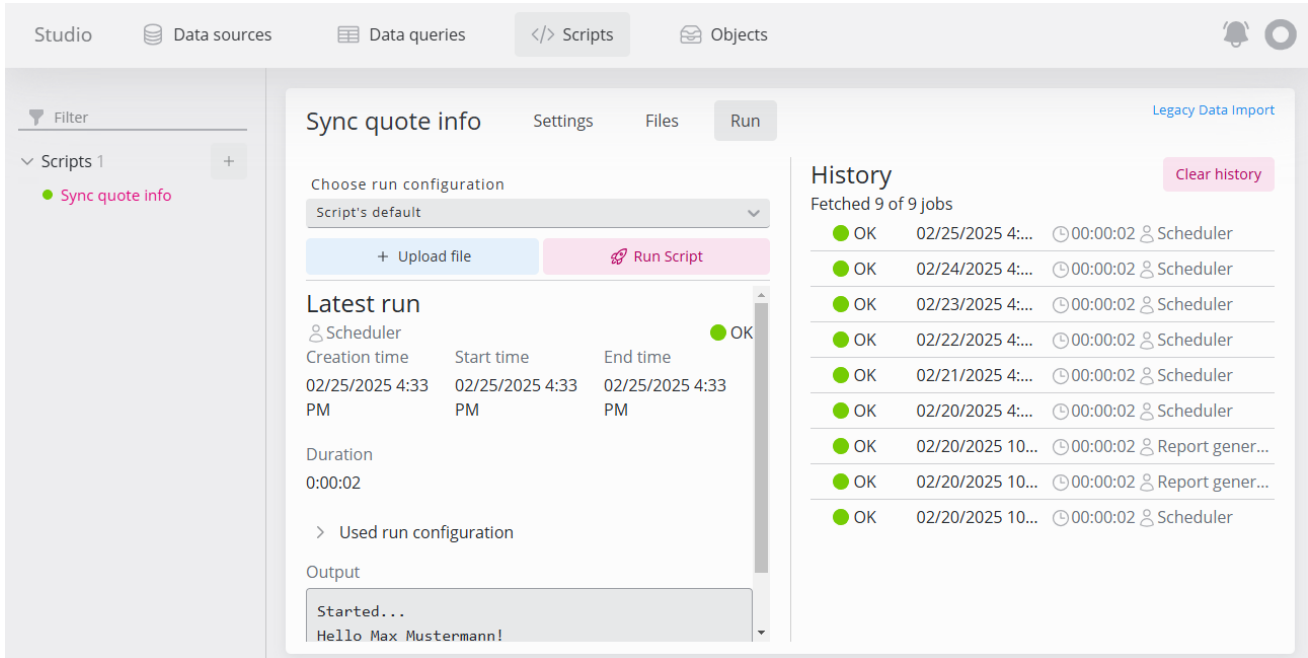 Studio
Data sources
Data queries
</> Scripts
Objects
Filter
Scripts 1
+
Sync quote info
Sync quote info
Settings
Files
Run
Legacy Data Import
Choose run configuration
Script's default
+ Upload file
Run Script
Latest run
Scheduler
OK
Creation time
Start time
End time
02/25/2025 4:33 PM
02/25/2025 4:33 PM
02/25/2025 4:33 PM
Duration
0:00:02
Used run configuration
Output
Started...
Hello Max Mustermann!
History
Clear history
Fetched 9 of 9 jobs
OK 02/25/2025 4:... 00:00:02 Scheduler
OK 02/24/2025 4:... 00:00:02 Scheduler
OK 02/23/2025 4:... 00:00:02 Scheduler
OK 02/22/2025 4:... 00:00:02 Scheduler
OK 02/21/2025 4:... 00:00:02 Scheduler
OK 02/20/2025 4:... 00:00:02 Scheduler
OK 02/20/2025 10... 00:00:02 Report gener...
OK 02/20/2025 10... 00:00:02 Report gener...
OK 02/20/2025 10... 00:00:02 Scheduler